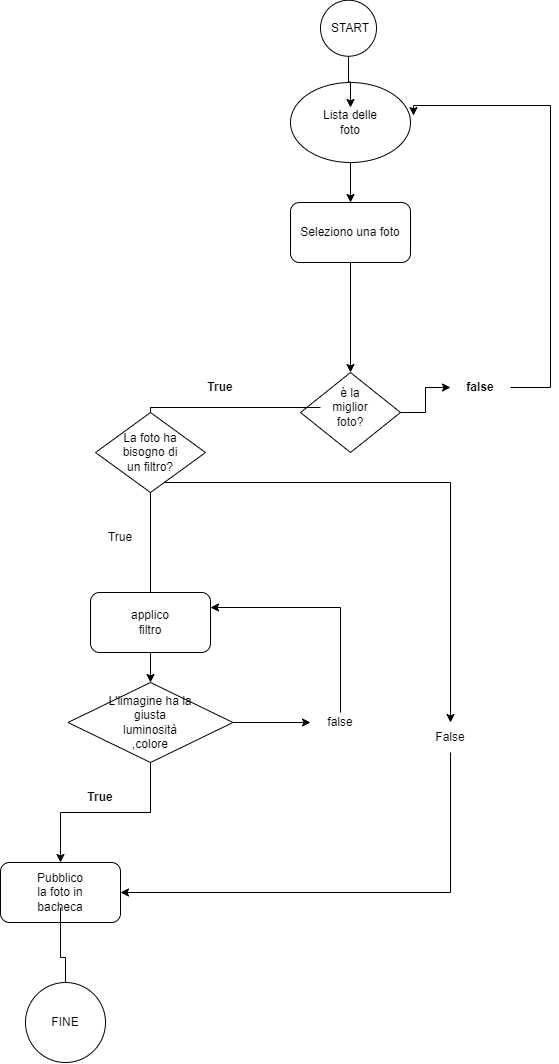 START
Lista delle
foto
Seleziono una foto
True
è la
miglior
foto?
false
La foto ha
bisogno di
un filtro?
True
applico
filtro
L'iimagine ha la
giusta
luminosità
,colore
false
False
True
Pubblico
la foto in
bacheca
FINE